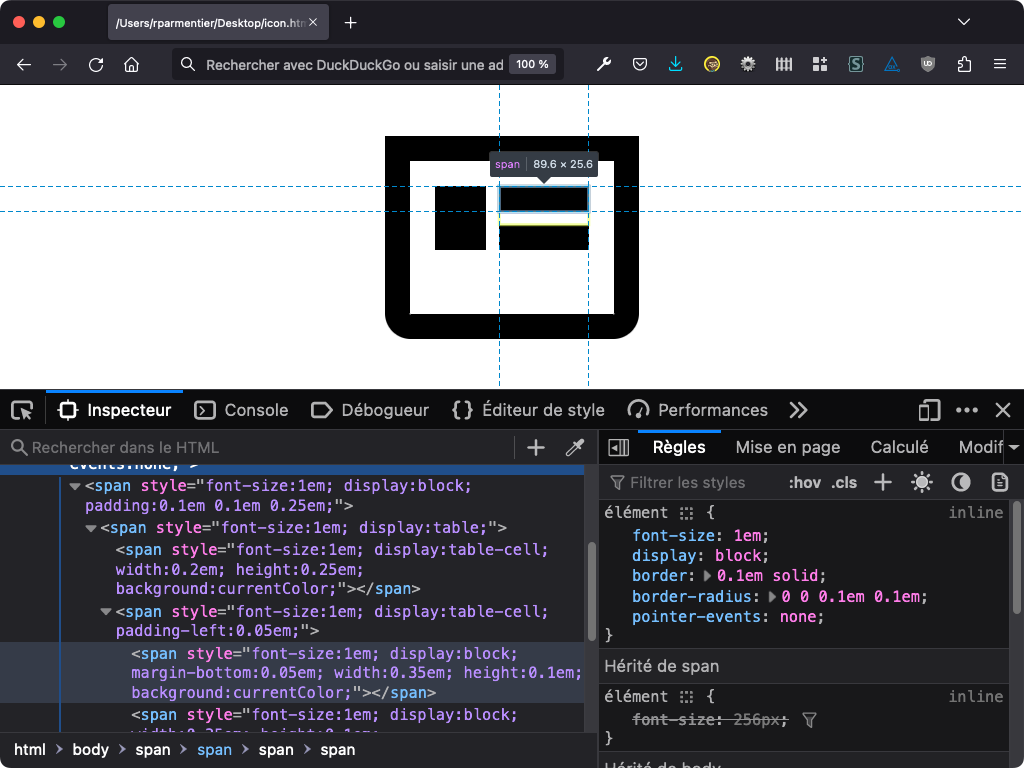 /Users/rparmentier/Desktop/icon.htm
Rechercher avec DuckDuckGo ou saisir une ad
100 %
span 89.6 × 25.6
Inspecteur Console Débogueur Éditeur de style Performances
Rechercher dans le HTML
events:none;">
<span style="font-size:1em; display:block;
padding:0.1em 0.1em 0.25em;">
<span style="font-size:1em; display:table;">
<span style="font-size:1em; display:table-cell;
width:0.2em; height:0.25em;
background:currentColor;"></span>
<span style="font-size:1em; display:table-cell;
padding-left:0.05em;">
<span style="font-size:1em; display:block;
margin-bottom:0.05em; width:0.35em; height:0.1em;
background:currentColor;"></span>
<span style="font-size:1em; display:block;
width:0.35em; height:0.1em;
html > body > span > span > span > span
Règles Mise en page Calculé Modif
Filtrer les styles :hov .cls
élément { inline
font-size: 1em;
display: block;
border: 0.1em solid;
border-radius: 0 0 0.1em 0.1em;
pointer-events: none;
}
Hérité de span
élément { inline
font-size: 256px;
}
Hérité de body